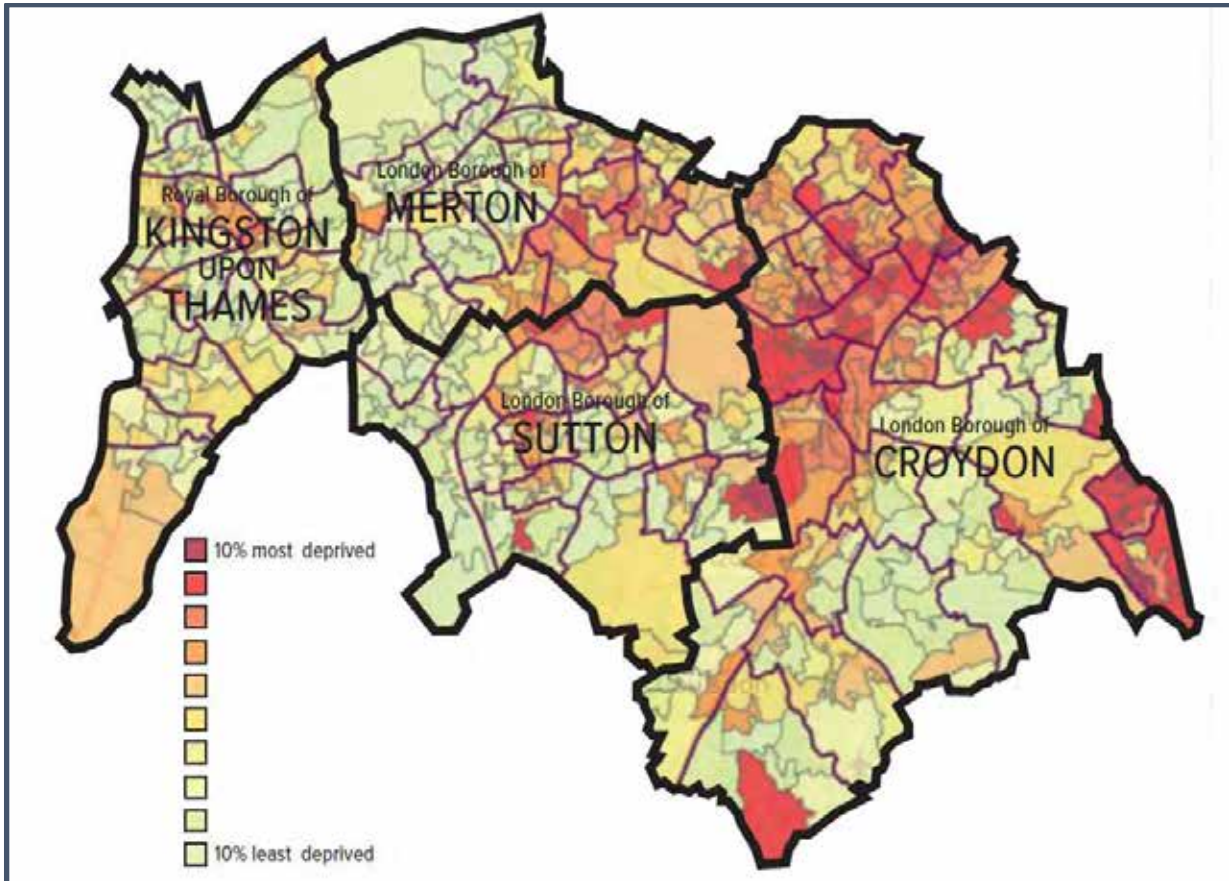 Royal Borough of
KINGSTON
UPON
THAMES
London Borough of
MERTON
London Borough of
SUTTON
London Borough of
CROYDON
10% most deprived
10% least deprived